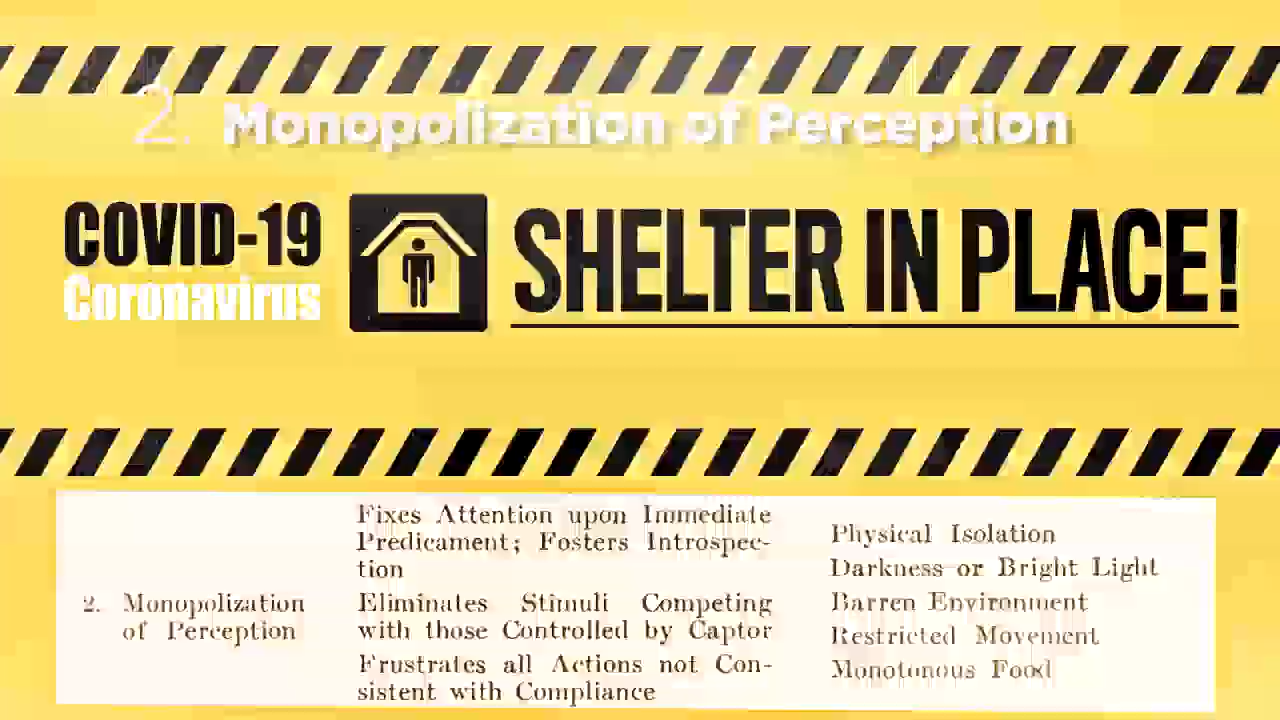 2. Monopolization of Perception
COVID-19
Coronavirus
SHELTER IN PLACE!
2. Monopolization
of Perception
Fixes Attention upon Immediate
Predicament; Fosters Introspec-
tion
Eliminates Stimuli Competing
with those Controlled by Captor
Frustrates all Actions not Con-
sistent with Compliance
Physical Isolation
Darkness or Bright Light
Barren Environment
Restricted Movement
Monotonous Food